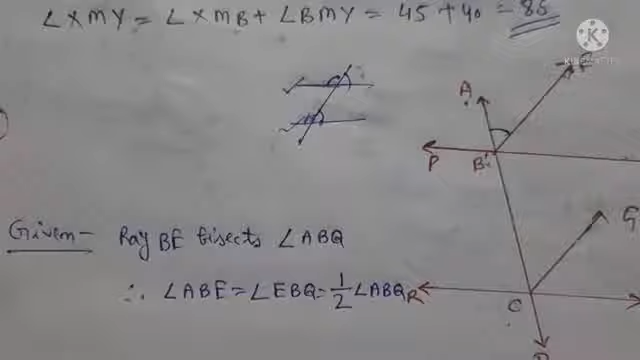 ∠XMY = ∠XMB + ∠BMY = 45 + 40 = 85
A
P
B
Given - Ray BE bisects ∠ABQ
G
∴ ∠ABE = ∠EBQ = 1/2 ∠ABQ
R
C